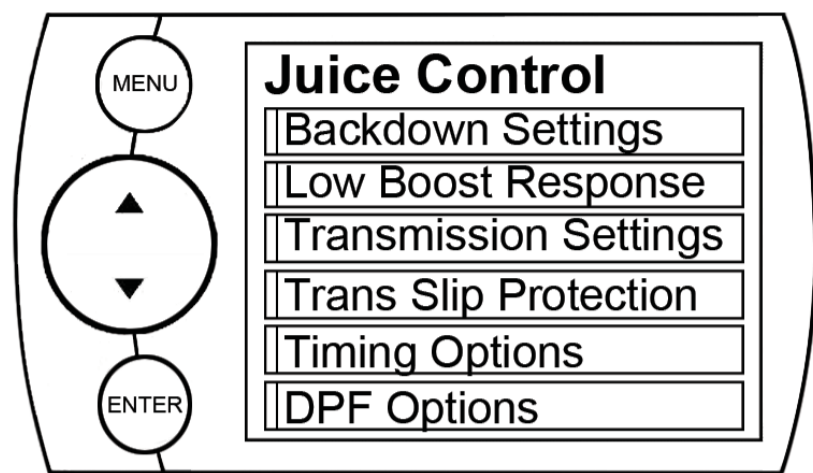 MENU
ENTER
Juice Control
Backdown Settings
Low Boost Response
Transmission Settings
Trans Slip Protection
Timing Options
DPF Options